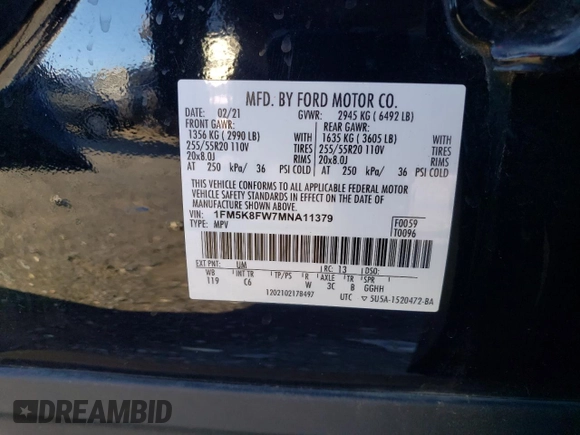 MFD. BY FORD MOTOR CO.
DATE: 02/21 GVWR: 2945 KG ( 6492 LB)
FRONT GAWR: REAR GAWR:
1356 KG ( 2990 LB) WITH 1635 KG ( 3605 LB) WITH
255/55R20 110V TIRES 255/55R20 110V TIRES
20x8.0J RIMS 20x8.0J RIMS
AT 250 kPa/ 36 PSI COLD AT 250 kPa/ 36 PSI COLD
THIS VEHICLE CONFORMS TO ALL APPLICABLE FEDERAL MOTOR
VEHICLE SAFETY STANDARDS IN EFFECT ON THE DATE OF
MANUFACTURE SHOWN ABOVE.
VIN: 1FM5K8FW7MNA11379 F0059
TYPE: MPV T0096
EXT PNT: UM RC: 13 DSO:
WB INT TR TP/PS R AXLE TR SPR
119 C6 W 3C B GGHH
1202102178497 UTC ▽ 5U5A-1520472-BA
DREAMBID